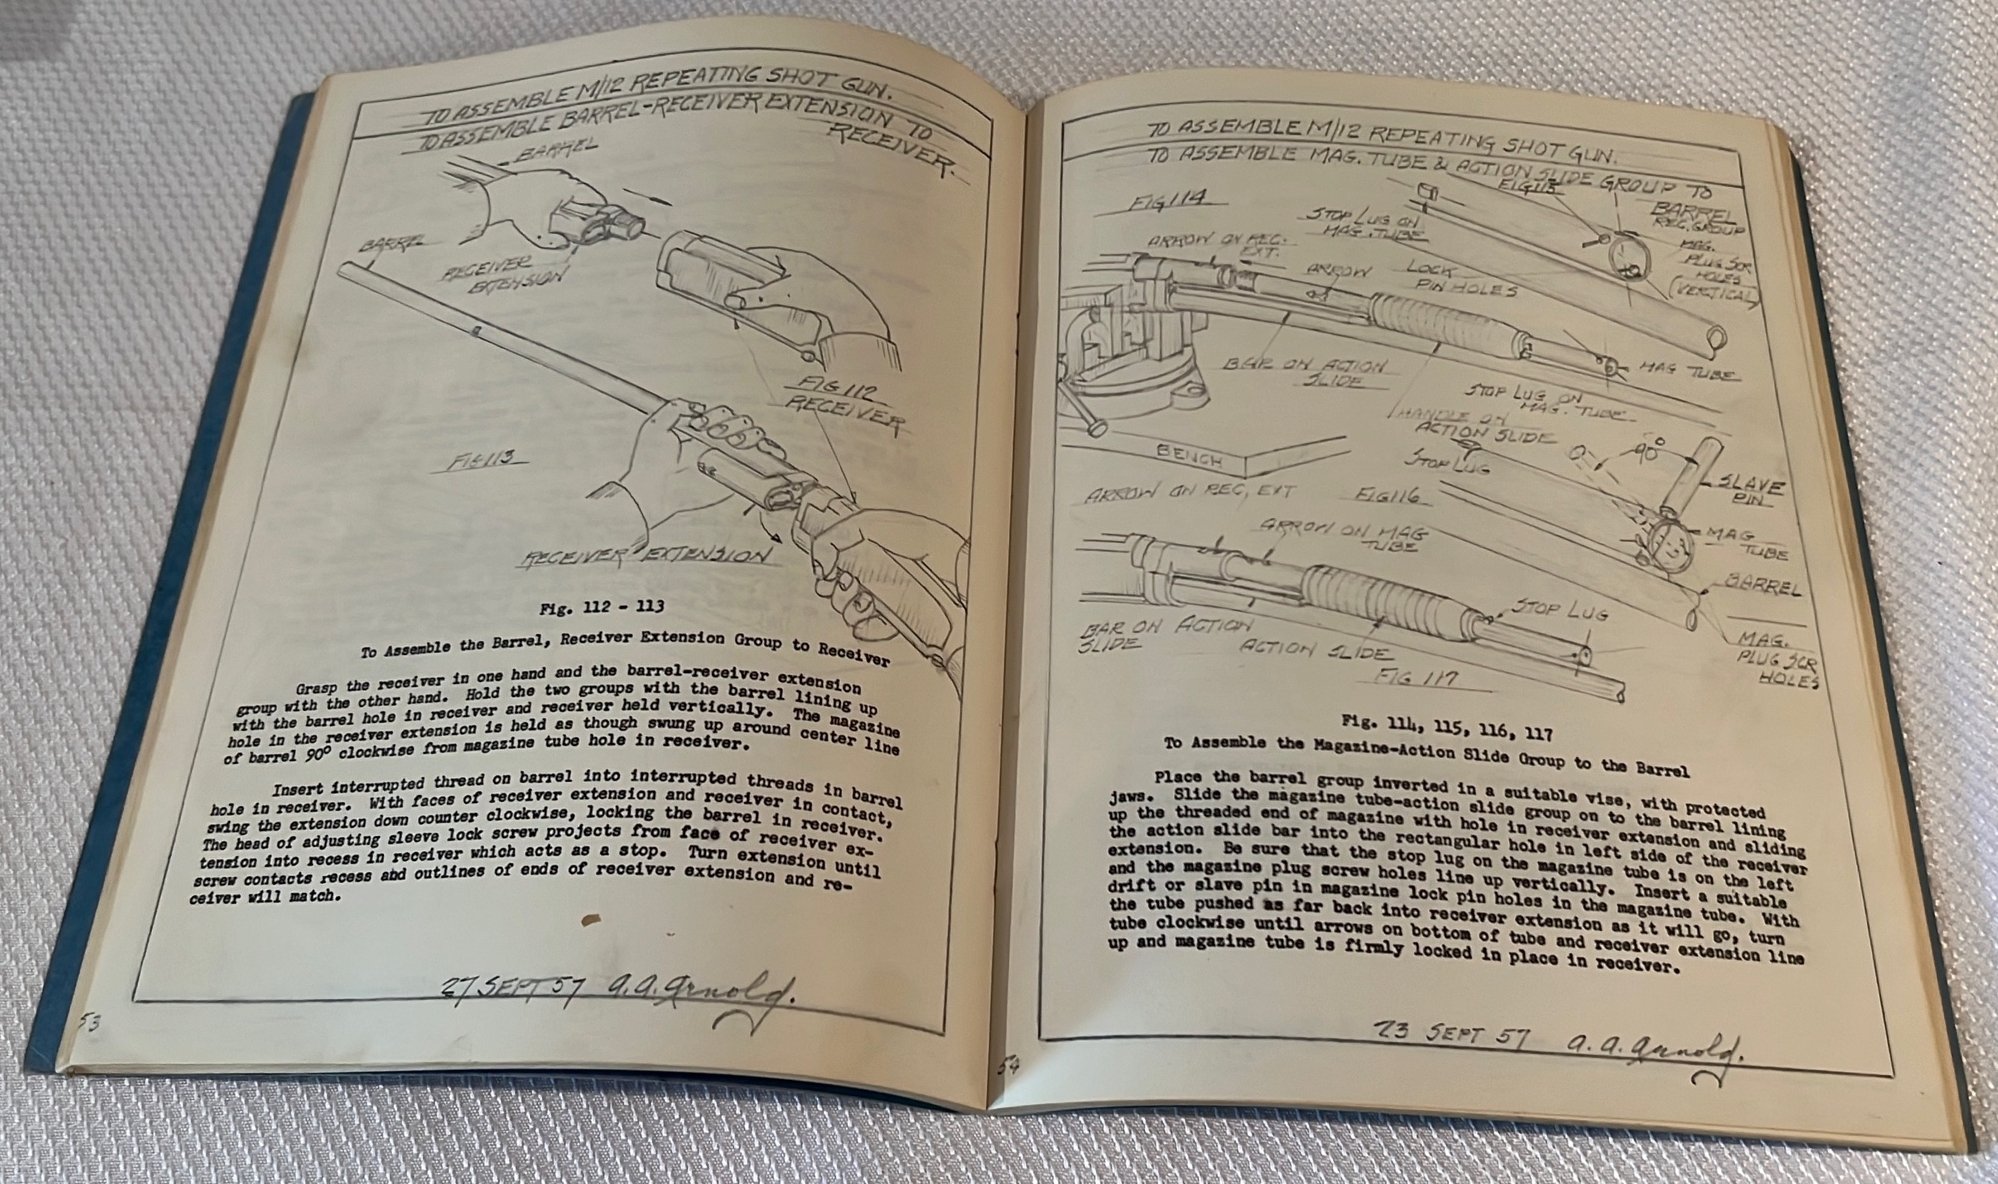 TO ASSEMBLE M/12 REPEATING SHOT GUN.
TO ASSEMBLE BARREL-RECEIVER EXTENSION TO
RECEIVER.
BARREL
BARREL
RECEIVER
EXTENSION
FIG 112
RECEIVER
FIG 113
RECEIVER EXTENSION
Fig. 112 - 113
To Assemble the Barrel, Receiver Extension Group to Receiver
Grasp the receiver in one hand and the barrel-receiver extension
group with the other hand. Hold the two groups with the barrel lining up
with the barrel hole in receiver and receiver held vertically. The magazine
hole in the receiver extension is held as though swung up around center line
of barrel 90° clockwise from magazine tube hole in receiver.
Insert interrupted thread on barrel into interrupted threads in barrel
hole in receiver. With faces of receiver extension and receiver in contact,
swing the extension down counter clockwise, locking the barrel in receiver.
The head of adjusting sleeve lock screw projects from face of receiver ex-
tension into recess in receiver which acts as a stop. Turn extension until
screw contacts recess abd outlines of ends of receiver extension and re-
ceiver will match.
27 SEPT 57 A.A. Arnold.
53
TO ASSEMBLE M/12 REPEATING SHOT GUN.
TO ASSEMBLE MAG. TUBE & ACTION SLIDE GROUP TO
BARREL
REC. GROUP
FIG 115
FIG 114
STOP LUG ON
MAG. TUBE
ARROW ON REC.
EXT.
ARROW
LOCK
PIN HOLES
MAG.
PLUG SCR
HOLES
(VERTICAL)
BAR ON ACTION
SLIDE
MAG TUBE
STOP LUG ON
MAG. TUBE
HANDLE ON
ACTION SLIDE
BENCH
STOP LUG
90°
SLAVE
PIN
ARROW ON REC, EXT
FIG 116
ARROW ON MAG
TUBE
MAG
TUBE
BARREL
STOP LUG
BAR ON ACTION
SLIDE
ACTION SLIDE
FIG 117
MAG.
PLUG SCR
HOLES
Fig. 114, 115, 116, 117
To Assemble the Magazine-Action Slide Group to the Barrel
Place the barrel group inverted in a suitable vise, with protected
jaws. Slide the magazine tube-action slide group on to the barrel lining
up the threaded end of magazine with hole in receiver extension and sliding
the action slide bar into the rectangular hole in left side of the receiver
extension. Be sure that the stop lug on the magazine tube is on the left
and the magazine plug screw holes line up vertically. Insert a suitable
drift or slave pin in magazine lock pin holes in the magazine tube. With
the tube pushed as far back into receiver extension as it will go, turn
tube clockwise until arrows on bottom of tube and receiver extension line
up and magazine tube is firmly locked in place in receiver.
23 SEPT 57 A. A. Arnold.
54